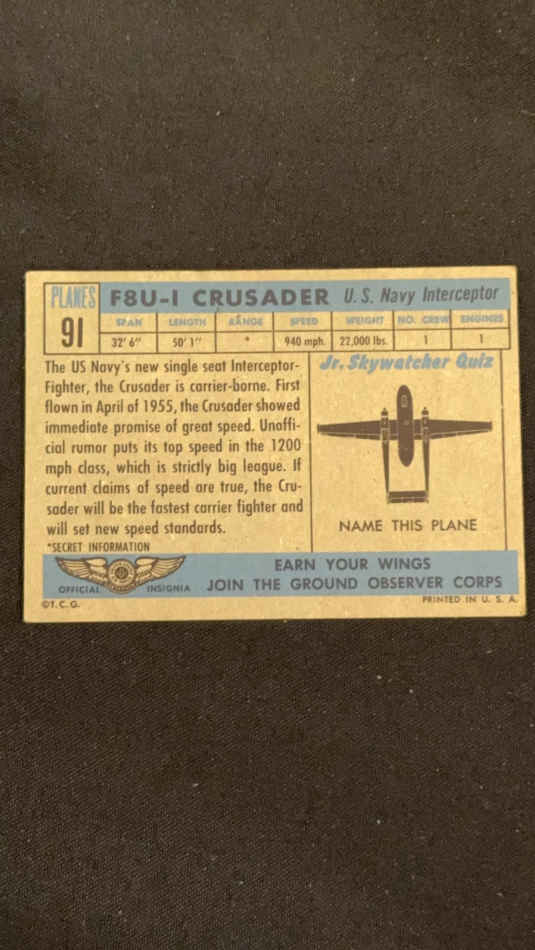 PLANES
91
F8U-1 CRUSADER U. S. Navy Interceptor
SPAN LENGTH RANGE SPEED WEIGHT NO. CREW ENGINES
32' 6" 50' 1" * 940 mph. 22,000 lbs. 1 1
The US Navy's new single seat Interceptor-
Fighter, the Crusader is carrier-borne. First
flown in April of 1955, the Crusader showed
immediate promise of great speed. Unoffi-
cial rumor puts its top speed in the 1200
mph class, which is strictly big league. If
current claims of speed are true, the Cru-
sader will be the fastest carrier fighter and
will set new speed standards.
*SECRET INFORMATION
Jr. Skywatcher Quiz
NAME THIS PLANE
OFFICIAL INSIGNIA
EARN YOUR WINGS
JOIN THE GROUND OBSERVER CORPS
©T. C. G.
PRINTED IN U. S. A.